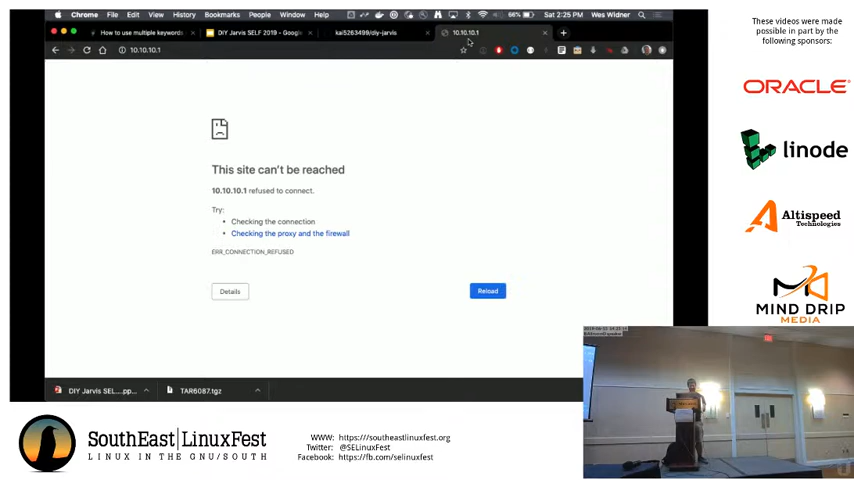 Chrome File Edit View History Bookmarks People Window Help 66% Sat 2:25 PM Wes Widner
How to use multiple keywords
DIY Jarvis SELF 2019 - Goog
kai5263499/diy-jarvis
10.10.10.1
10.10.10.1
This site can't be reached
10.10.10.1 refused to connect.
Try:
• Checking the connection
• Checking the proxy and the firewall
ERR_CONNECTION_REFUSED
Details
Reload
DIY Jarvis SEL....pp...
TAR6087.tgz
These videos were made
possible in part by the
following sponsors:
ORACLE
linode
Altispeed
Technologies
MIND DRIP
MEDIA
SouthEast|LinuxFest
LINUX IN THE GNU/SOUTH
WWW: https://southeastlinuxfest.org
Twitter: @SELinuxFest
Facebook: https://fb.com/selinuxfest